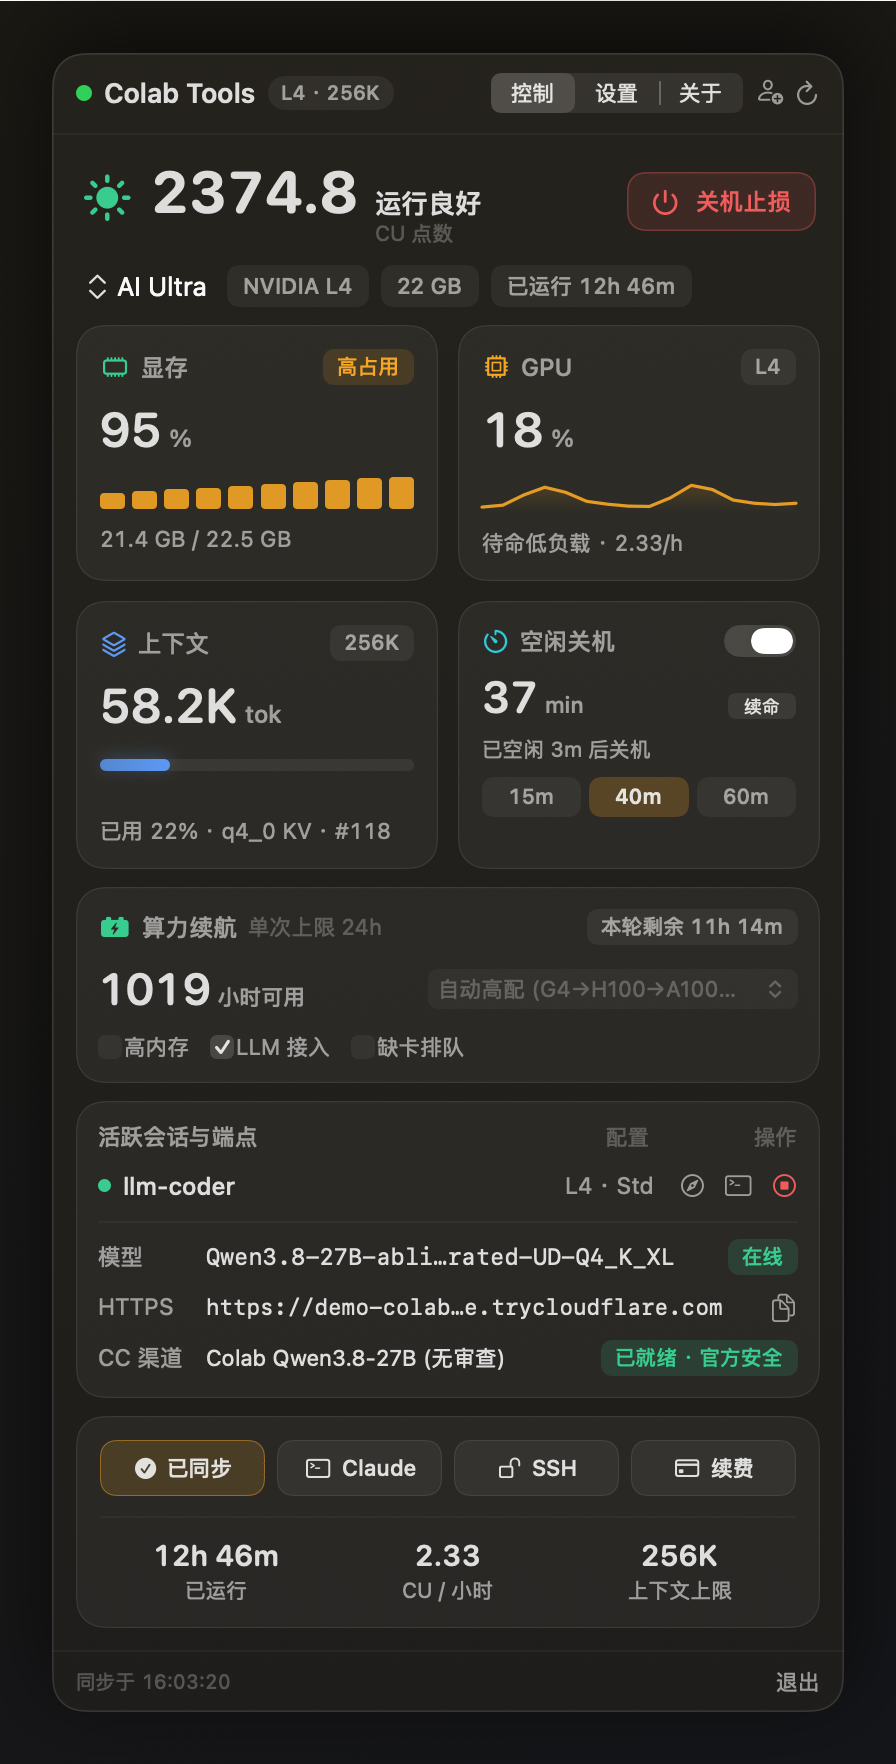 Colab Tools L4 · 256K 控制 设置 关于
2374.8 运行良好 关机止损
CU 点数
AI Ultra NVIDIA L4 22 GB 已运行 12h 46m
显存 高占用
95 %
21.4 GB / 22.5 GB
GPU L4
18 %
待命低负载 · 2.33/h
上下文 256K
58.2K tok
已用 22% · q4_0 KV · #118
空闲关机
37 min 续命
已空闲 3m 后关机
15m 40m 60m
算力续航 单次上限 24h 本轮剩余 11h 14m
1019 小时可用 自动高配 (G4→H100→A100...
高内存 LLM 接入 缺卡排队
活跃会话与端点 配置 操作
llm-coder L4 · Std
模型 Qwen3.8-27B-abli…rated-UD-Q4_K_XL 在线
HTTPS https://demo-colab…e.trycloudflare.com
CC 渠道 Colab Qwen3.8-27B (无审查) 已就绪 · 官方安全
已同步 Claude SSH 续费
12h 46m 2.33 256K
已运行 CU / 小时 上下文上限
同步于 16:03:20 退出